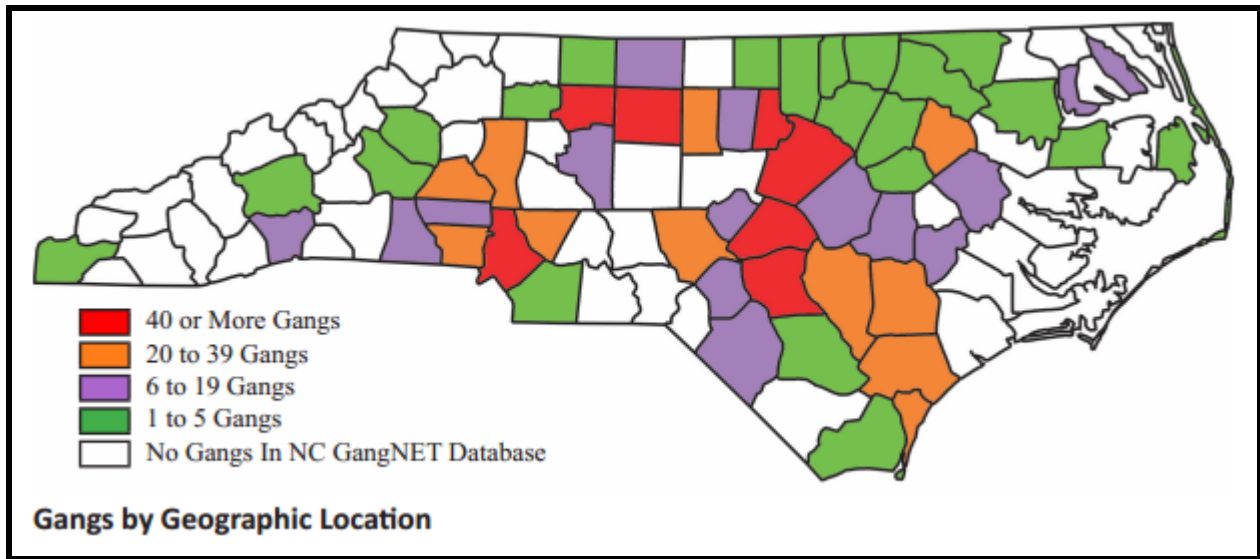 40 or More Gangs
20 to 39 Gangs
6 to 19 Gangs
1 to 5 Gangs
No Gangs In NC GangNET Database
Gangs by Geographic Location